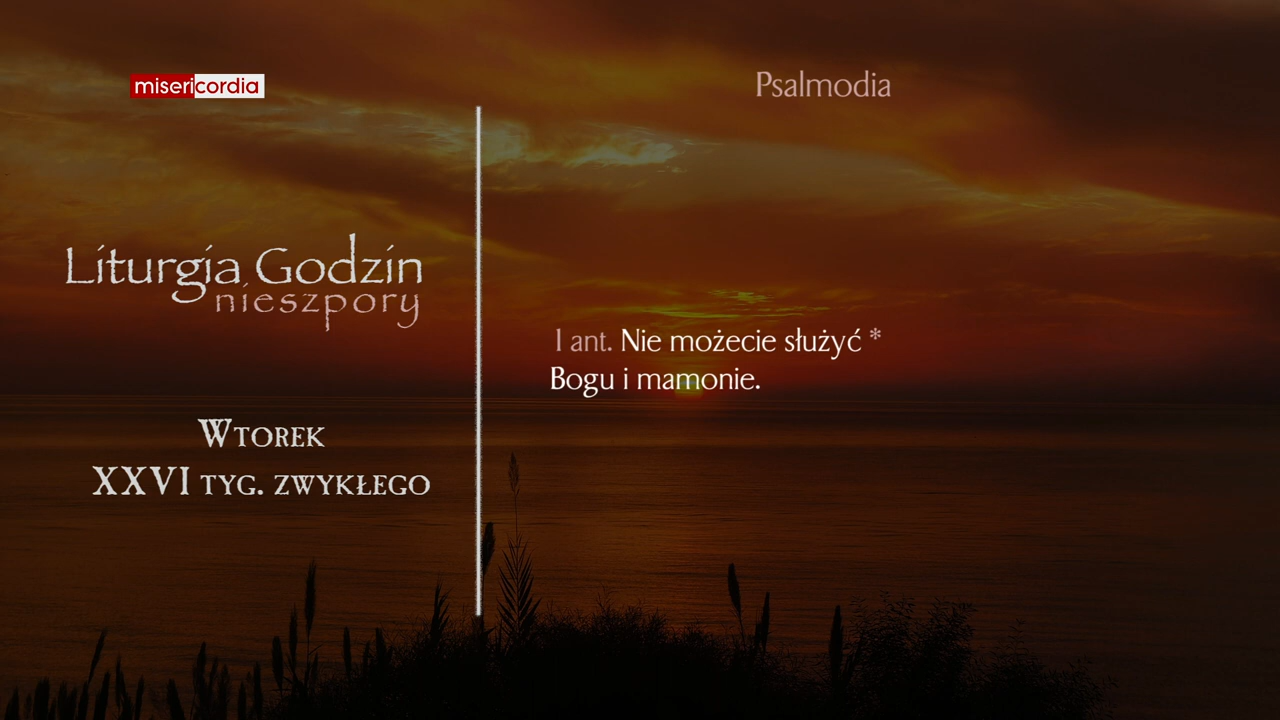 misericordia
Psalmodia
Liturgia Godzin
nieszpory
I ant. Nie możecie służyć *
Bogu i mamonie.
Wtorek
XXVI tyg. zwykłego